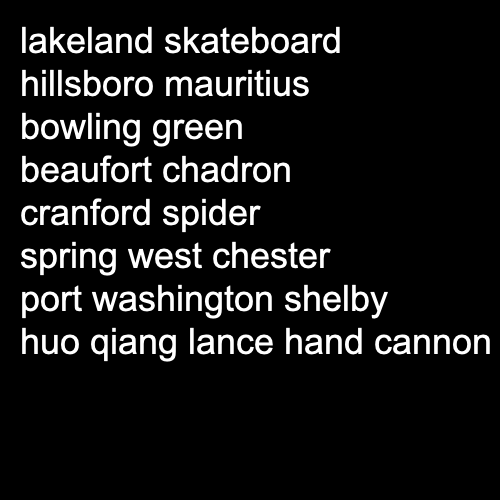 lakeland skateboard
hillsboro mauritius
bowling green
beaufort chadron
cranford spider
spring west chester
port washington shelby
huo qiang lance hand cannon